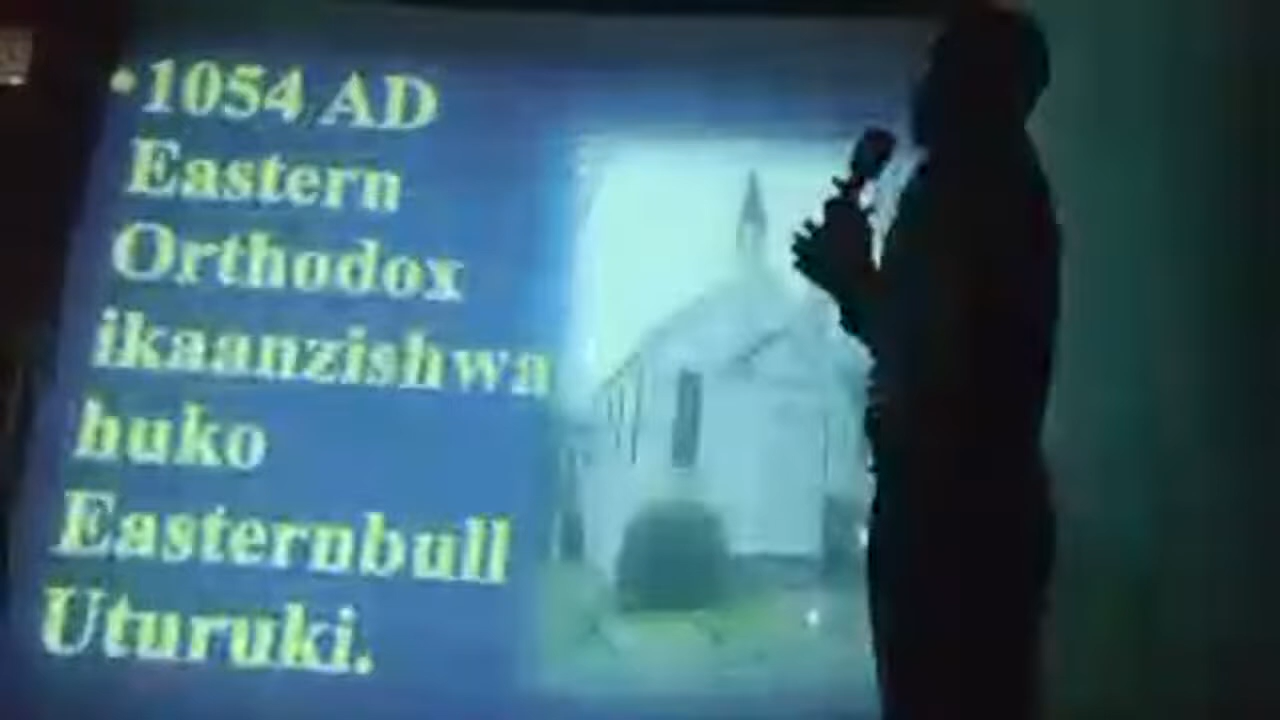 •1054 AD
Eastern
Orthodox
ikaanzishwa
huko
Easternbull
Uturuki.